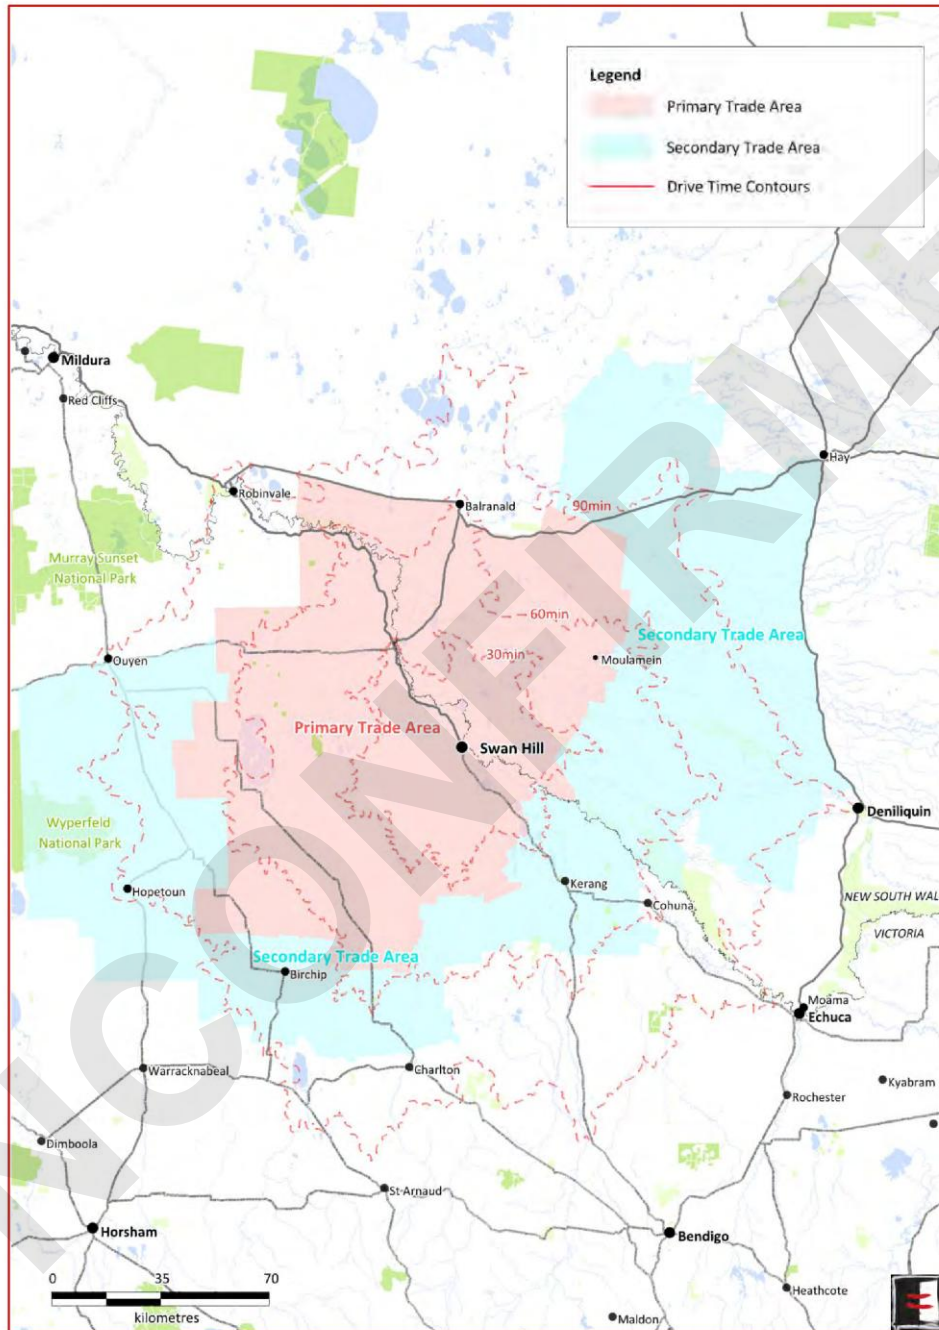 Legend
Primary Trade Area
Secondary Trade Area
Drive Time Contours
Mildura
Red Cliffs
Hay
Robinvale
Balranald
90min
Murray Sunset
National Park
60min
Secondary Trade Area
30min
Moulamein
Ouyen
Primary Trade Area
Swan Hill
Deniliquin
Wyperfeld
National Park
Hopetoun
Kerang
Cohuna
NEW SOUTH WAL
VICTORIA
Secondary Trade Area
Birchip
Moama
Echuca
Warracknabeal
Charlton
Kyabram
Rochester
Dimboola
St Arnaud
Horsham
Bendigo
0 35 70
kilometres
Heathcote
Maldon
NCONFIRME